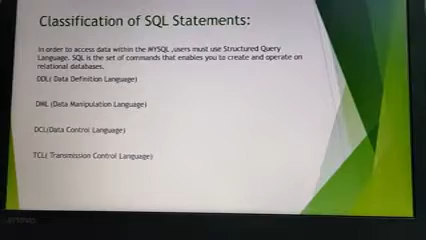 Classification of SQL Statements:
In order to access data within the MYSQL ,users must use Structured Query
Language. SQL is the set of commands that enables you to create and operate on
relational databases.
DDL( Data Definition Language)
DML (Data Manipulation Language)
DCL(Data Control Language)
TCL( Transmission Control Language)